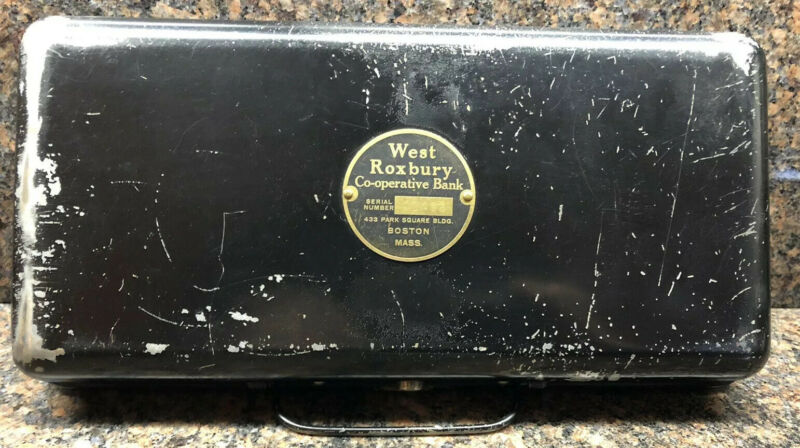 West
Roxbury
Co-operative Bank
SERIAL
NUMBER
433 PARK SQUARE BLDG.
BOSTON
MASS.